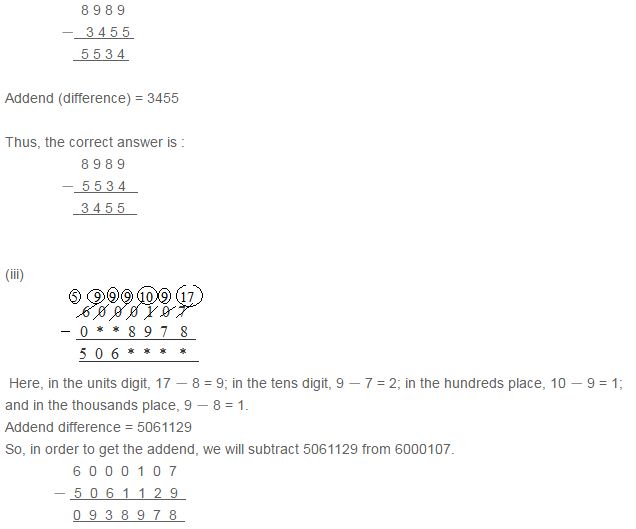 8 9 8 9
— 3 4 5 5
5 5 3 4
Addend (difference) = 3455
Thus, the correct answer is :
8 9 8 9
— 5 5 3 4
3 4 5 5
(iii)
5 9 9 9 10 9 17
6 0 0 0 1 0 7
– 0 * * 8 9 7 8
5 0 6 * * * *
Here, in the units digit, 17 — 8 = 9; in the tens digit, 9 — 7 = 2; in the hundreds place, 10 — 9 = 1;
and in the thousands place, 9 — 8 = 1.
Addend difference = 5061129
So, in order to get the addend, we will subtract 5061129 from 6000107.
6 0 0 0 1 0 7
— 5 0 6 1 1 2 9
0 9 3 8 9 7 8